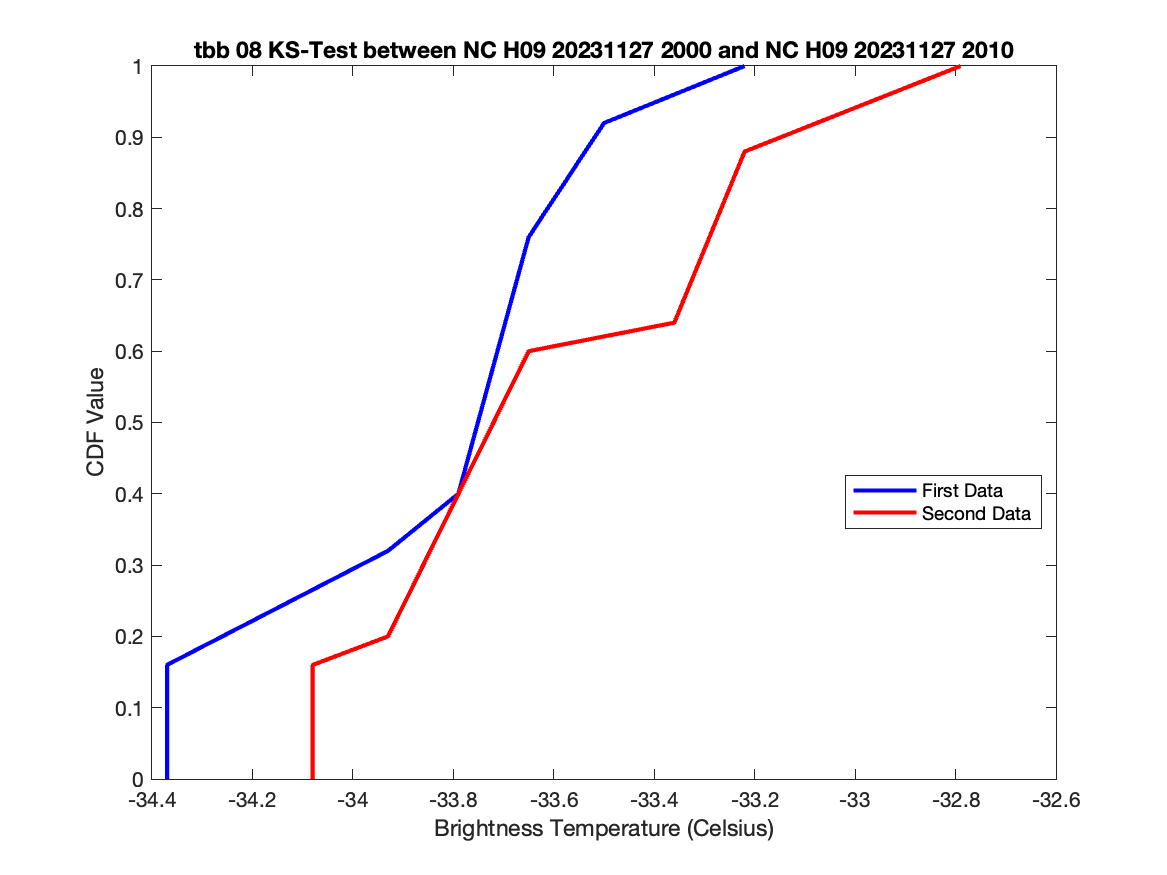 tbb 08 KS-Test between NC H09 20231127 2000 and NC H09 20231127 2010
1
0.9
0.8
0.7
0.6
0.5
0.4
0.3
0.2
0.1
0
CDF Value
First Data
Second Data
-34.4 -34.2 -34 -33.8 -33.6 -33.4 -33.2 -33 -32.8 -32.6
Brightness Temperature (Celsius)